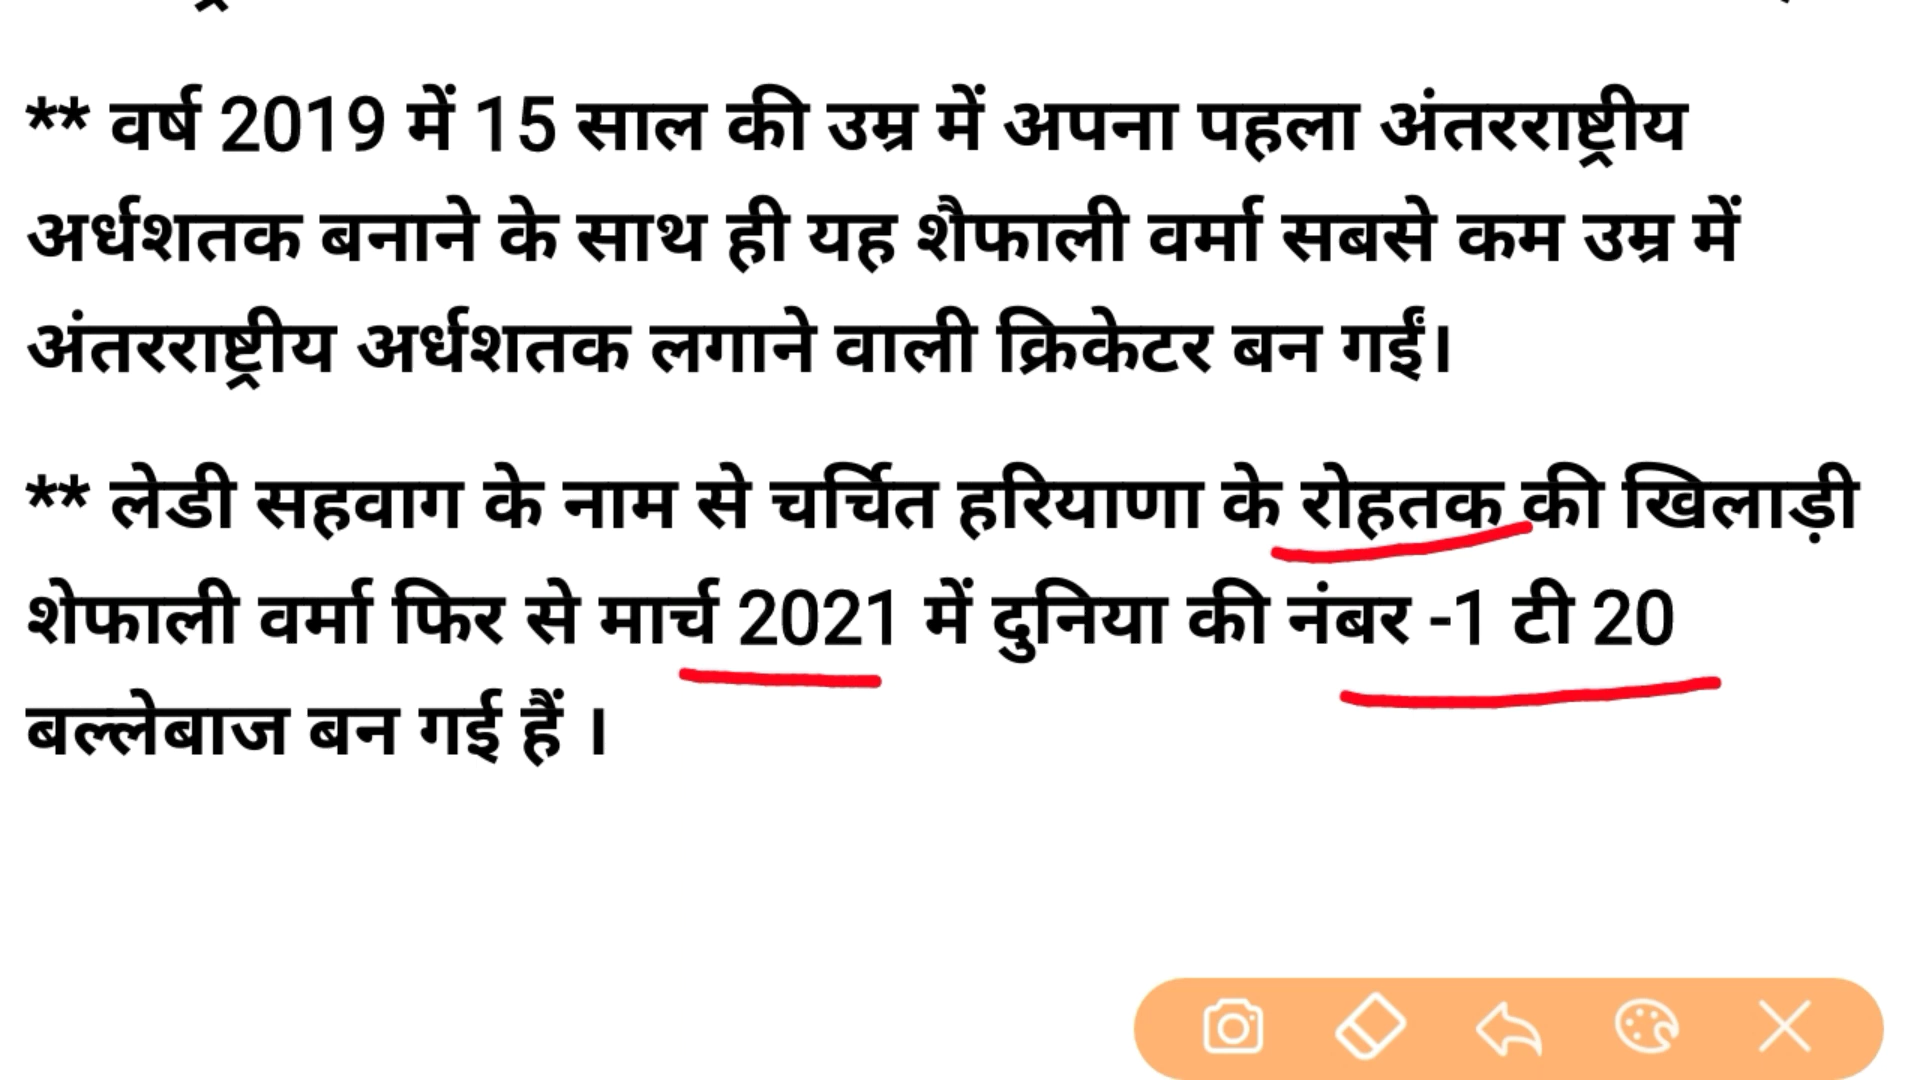 ** वर्ष 2019 में 15 साल की उम्र में अपना पहला अंतरराष्ट्रीय
अर्धशतक बनाने के साथ ही यह शैफाली वर्मा सबसे कम उम्र में
अंतरराष्ट्रीय अर्धशतक लगाने वाली क्रिकेटर बन गईं।
** लेडी सहवाग के नाम से चर्चित हरियाणा के रोहतक की खिलाड़ी
शेफाली वर्मा फिर से मार्च 2021 में दुनिया की नंबर -1 टी 20
बल्लेबाज बन गई हैं ।